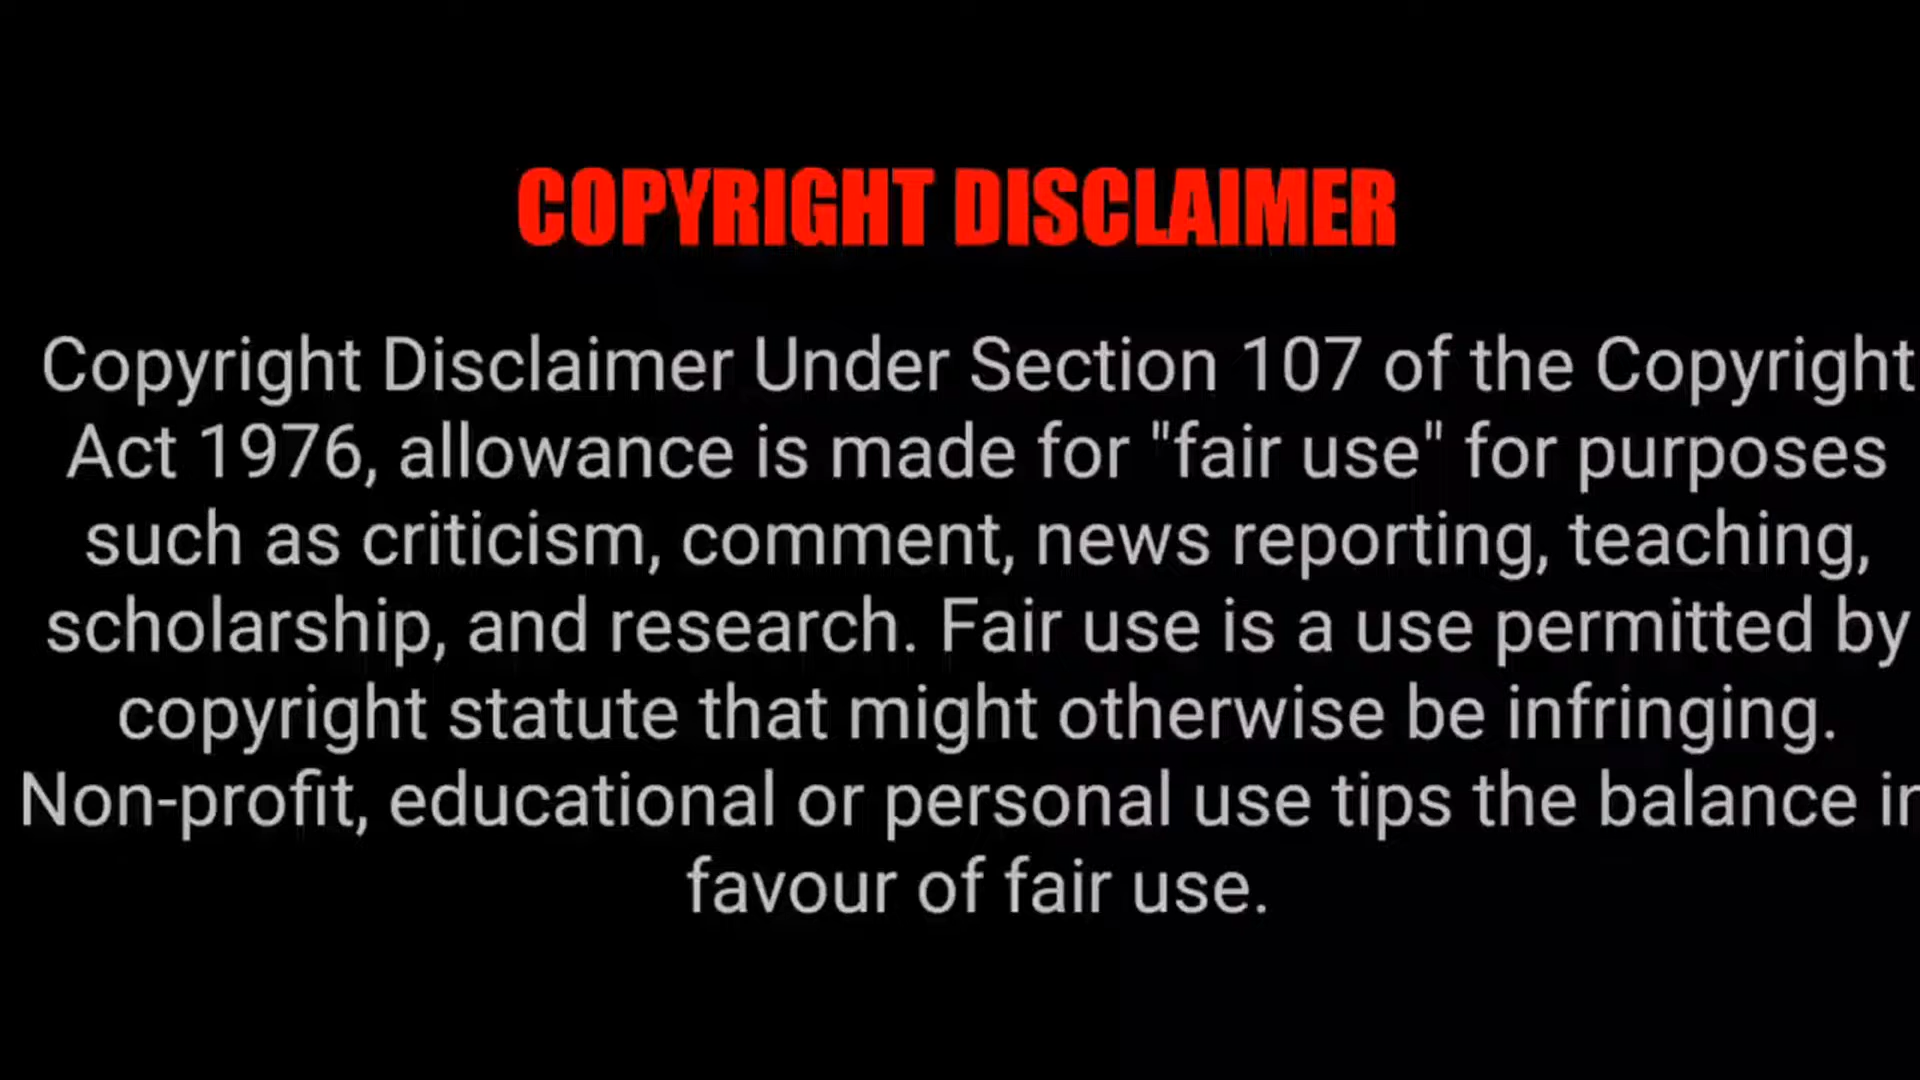 COPYRIGHT DISCLAIMER
Copyright Disclaimer Under Section 107 of the Copyright
Act 1976, allowance is made for "fair use" for purposes
such as criticism, comment, news reporting, teaching,
scholarship, and research. Fair use is a use permitted by
copyright statute that might otherwise be infringing.
Non-profit, educational or personal use tips the balance in
favour of fair use.